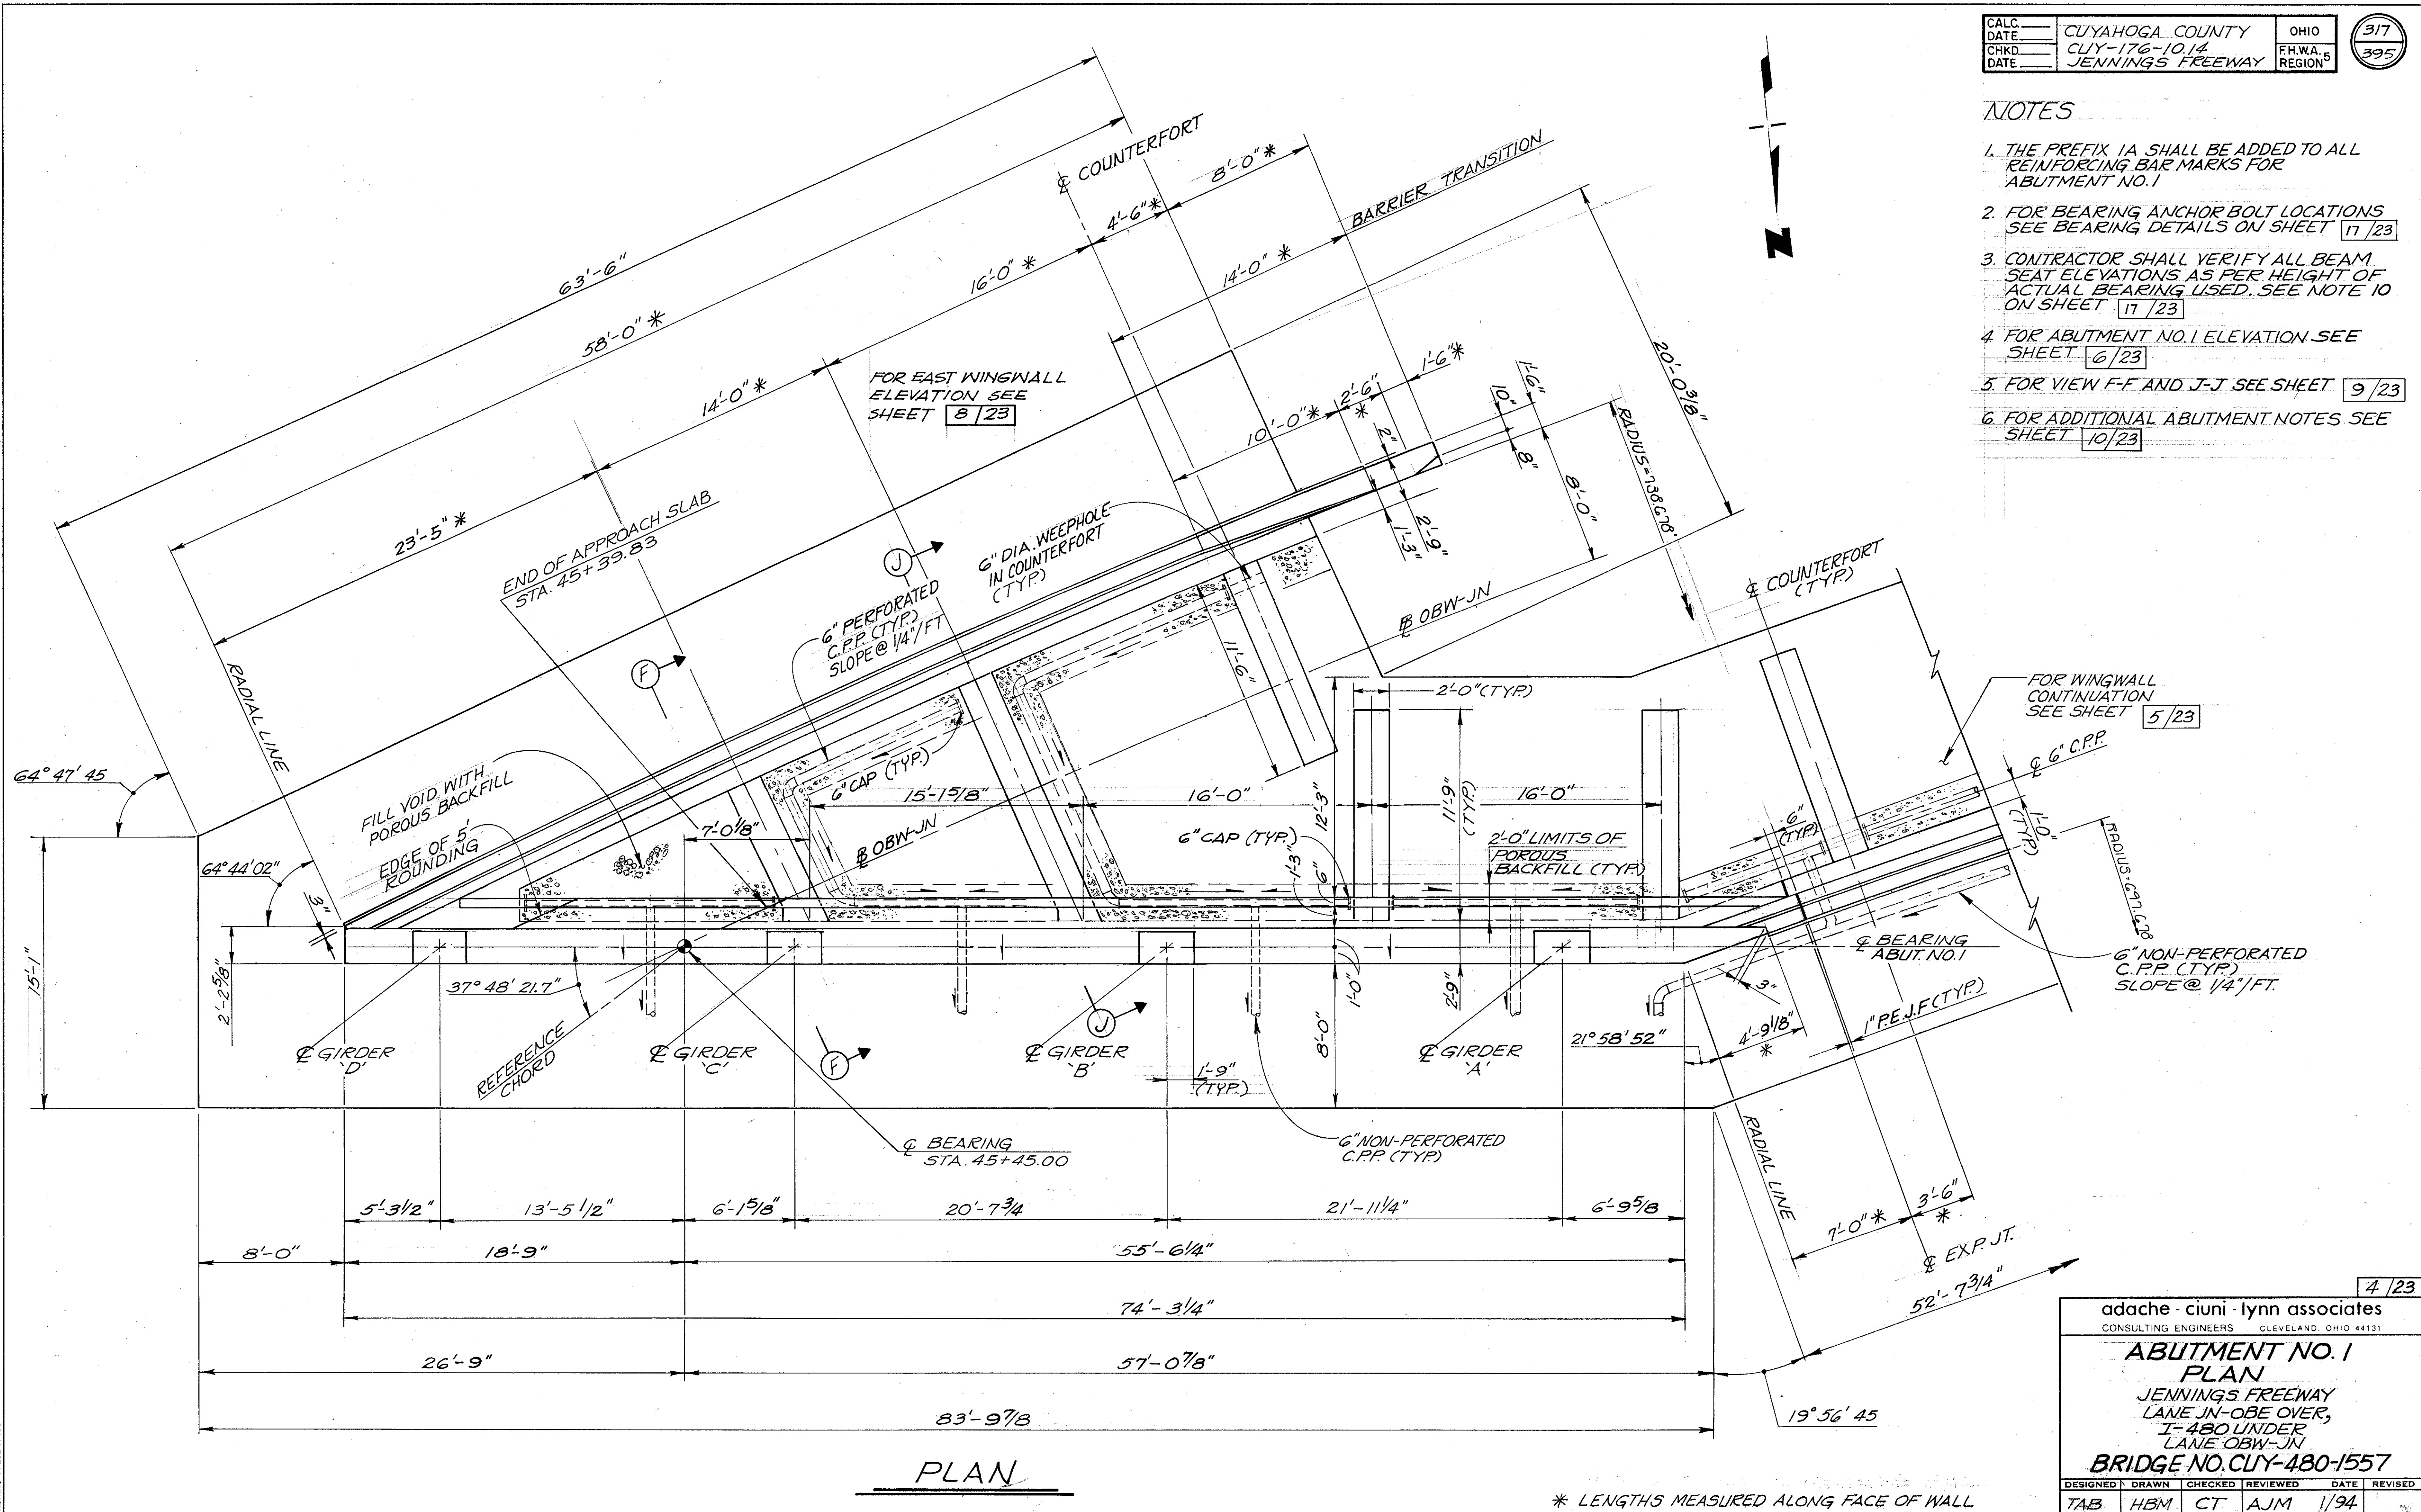 CALC.
DATE
CHKD.
DATE
CUYAHOGA COUNTY
CUY-176-10.14
JENNINGS FREEWAY
OHIO
F.H.W.A. 5
REGION
317
395
NOTES
1. THE PREFIX 1A SHALL BE ADDED TO ALL
REINFORCING BAR MARKS FOR
ABUTMENT NO.1
2. FOR BEARING ANCHOR BOLT LOCATIONS
SEE BEARING DETAILS ON SHEET 17/23
3. CONTRACTOR SHALL VERIFY ALL BEAM
SEAT ELEVATIONS AS PER HEIGHT OF
ACTUAL BEARING USED. SEE NOTE 10
ON SHEET 17/23
4 FOR ABUTMENT NO.1 ELEVATION SEE
SHEET 6/23
5. FOR VIEW F-F AND J-J SEE SHEET 9/23
6. FOR ADDITIONAL ABUTMENT NOTES SEE
SHEET 10/23
N
63'-6"
58'-0" *
23'-5" *
14'-0" *
16'-0" *
4'-6" *
8'-0" *
℄ COUNTERFORT
BARRIER TRANSITION
14'-0" *
10'-0" *
2'-6"
*
1'-6" *
2"
10"
1'-6"
8"
8'-0"
20'-0 3/8"
2'-9"
1'-3"
RADIUS=738.678'
FOR EAST WINGWALL
ELEVATION SEE
SHEET 8/23
END OF APPROACH SLAB
STA. 45+39.83
J
6" DIA. WEEPHOLE
IN COUNTERFORT
(TYP.)
6" PERFORATED
C.P.P. (TYP.)
SLOPE @ 1/4"/FT
F
RADIAL LINE
64° 47' 45
64° 44' 02"
FILL VOID WITH
POROUS BACKFILL
EDGE OF 5'
ROUNDING
3"
15'-1"
2'-2 5/8"
6" CAP (TYP.)
15'-1 5/8"
16'-0"
16'-0"
7'-0 1/8"
℄ OBW-JN
11'-6"
℄ OBW-JN
12'-3"
2'-0" (TYP.)
11'-9"
(TYP.)
6" CAP (TYP.)
1'-3"
6"
2'-0" LIMITS OF
POROUS
BACKFILL (TYP.)
℄ COUNTERFORT
(TYP.)
FOR WINGWALL
CONTINUATION
SEE SHEET 5/23
℄ 6" C.P.P.
6"
(TYP.)
1'-0"
(TYP.)
RADIUS=697.678
℄ BEARING
ABUT. NO.1
6" NON-PERFORATED
C.P.P. (TYP.)
SLOPE @ 1/4"/FT.
3"
4'-9 1/8"
*
1" P.E.J.F (TYP.)
21° 58' 52"
37° 48' 21.7"
REFERENCE
CHORD
℄ GIRDER
'D'
℄ GIRDER
'C'
℄ GIRDER
'B'
℄ GIRDER
'A'
F
J
1'-9"
(TYP.)
1'-0"
8'-0"
2'-9"
℄ BEARING
STA. 45+45.00
6" NON-PERFORATED
C.P.P. (TYP.)
RADIAL LINE
5'-3 1/2"
13'-5 1/2"
6'-1 5/8"
20'-7 3/4
21'-11 1/4"
6'-9 5/8
8'-0"
18'-9"
55'-6 1/4"
74'-3 1/4"
26'-9"
57'-0 7/8"
83'-9 7/8
7'-0" *
3'-6"
*
℄ EXP. JT.
52'-7 3/4"
19° 56' 45
PLAN
* LENGTHS MEASURED ALONG FACE OF WALL
4/23
adache - ciuni - lynn associates
CONSULTING ENGINEERS CLEVELAND, OHIO 44131
ABUTMENT NO. 1
PLAN
JENNINGS FREEWAY
LANE JN-OBE OVER,
I-480 UNDER
LANE OBW-JN
BRIDGE NO. CUY-480-1557
DESIGNED DRAWN CHECKED REVIEWED DATE REVISED
TAB HBM CT AJM 1/94